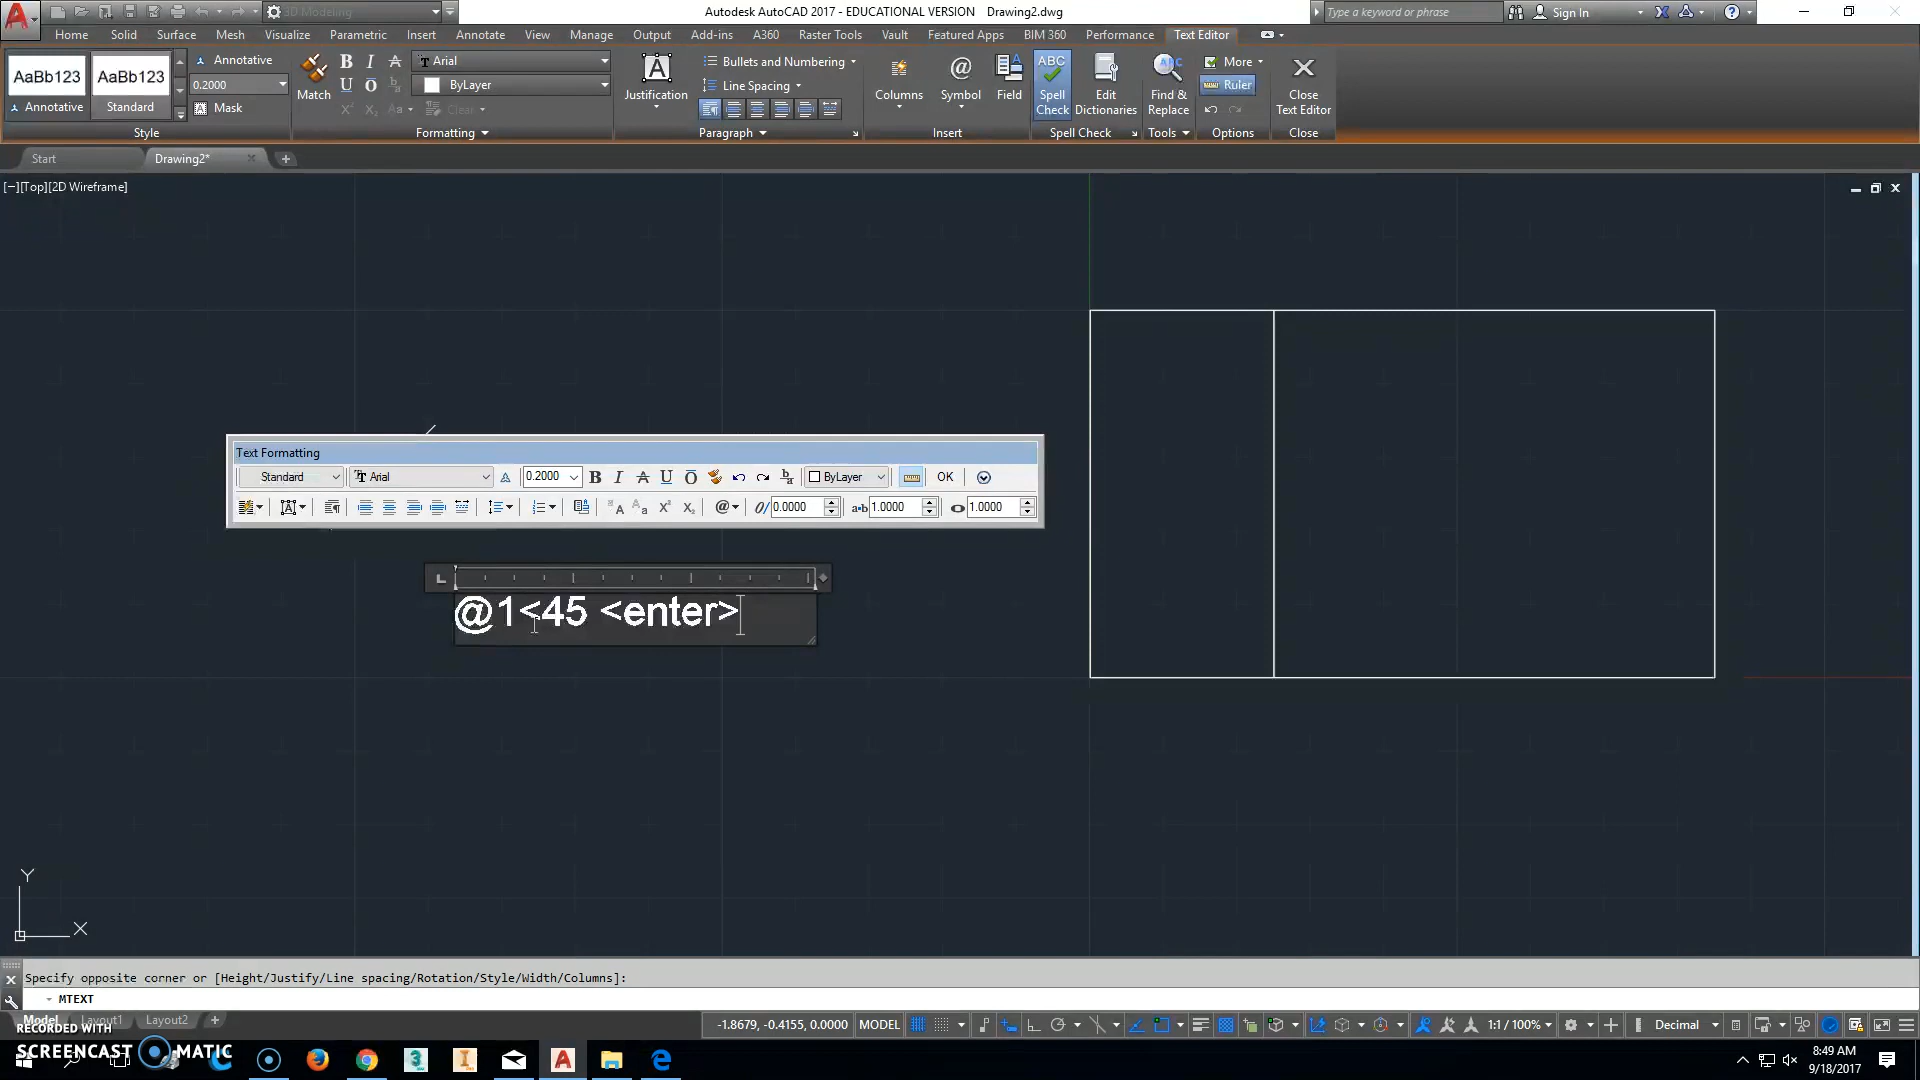 3D Modeling
Autodesk AutoCAD 2017 - EDUCATIONAL VERSION Drawing2.dwg
Type a keyword or phrase
Sign In
Home Solid Surface Mesh Visualize Parametric Insert Annotate View Manage Output Add-ins A360 Raster Tools Vault Featured Apps BIM 360 Performance Text Editor
AaBb123 AaBb123
Annotative Standard
Annotative
0.2000
Mask
Style
Match
B I A Arial
U O ByLayer
Clear
Formatting
Justification
Bullets and Numbering
Line Spacing
Paragraph
Columns
Symbol
Field
Insert
ABC
Spell Check
Edit Dictionaries
Spell Check
Find & Replace
Tools
More
Ruler
Options
Close Text Editor
Close
Start Drawing2*
[−][Top][2D Wireframe]
Text Formatting
Standard Arial 0.2000 B I A U O ByLayer OK
@ 0/ 0.0000 a•b 1.0000 1.0000
@1<45 <enter>
Y
X
Specify opposite corner or [Height/Justify/Line spacing/Rotation/Style/Width/Columns]:
MTEXT
Model Layout1 Layout2
-1.8679, -0.4155, 0.0000 MODEL 1:1 / 100% Decimal
RECORDED WITH
SCREENCAST MATIC
8:49 AM
9/18/2017